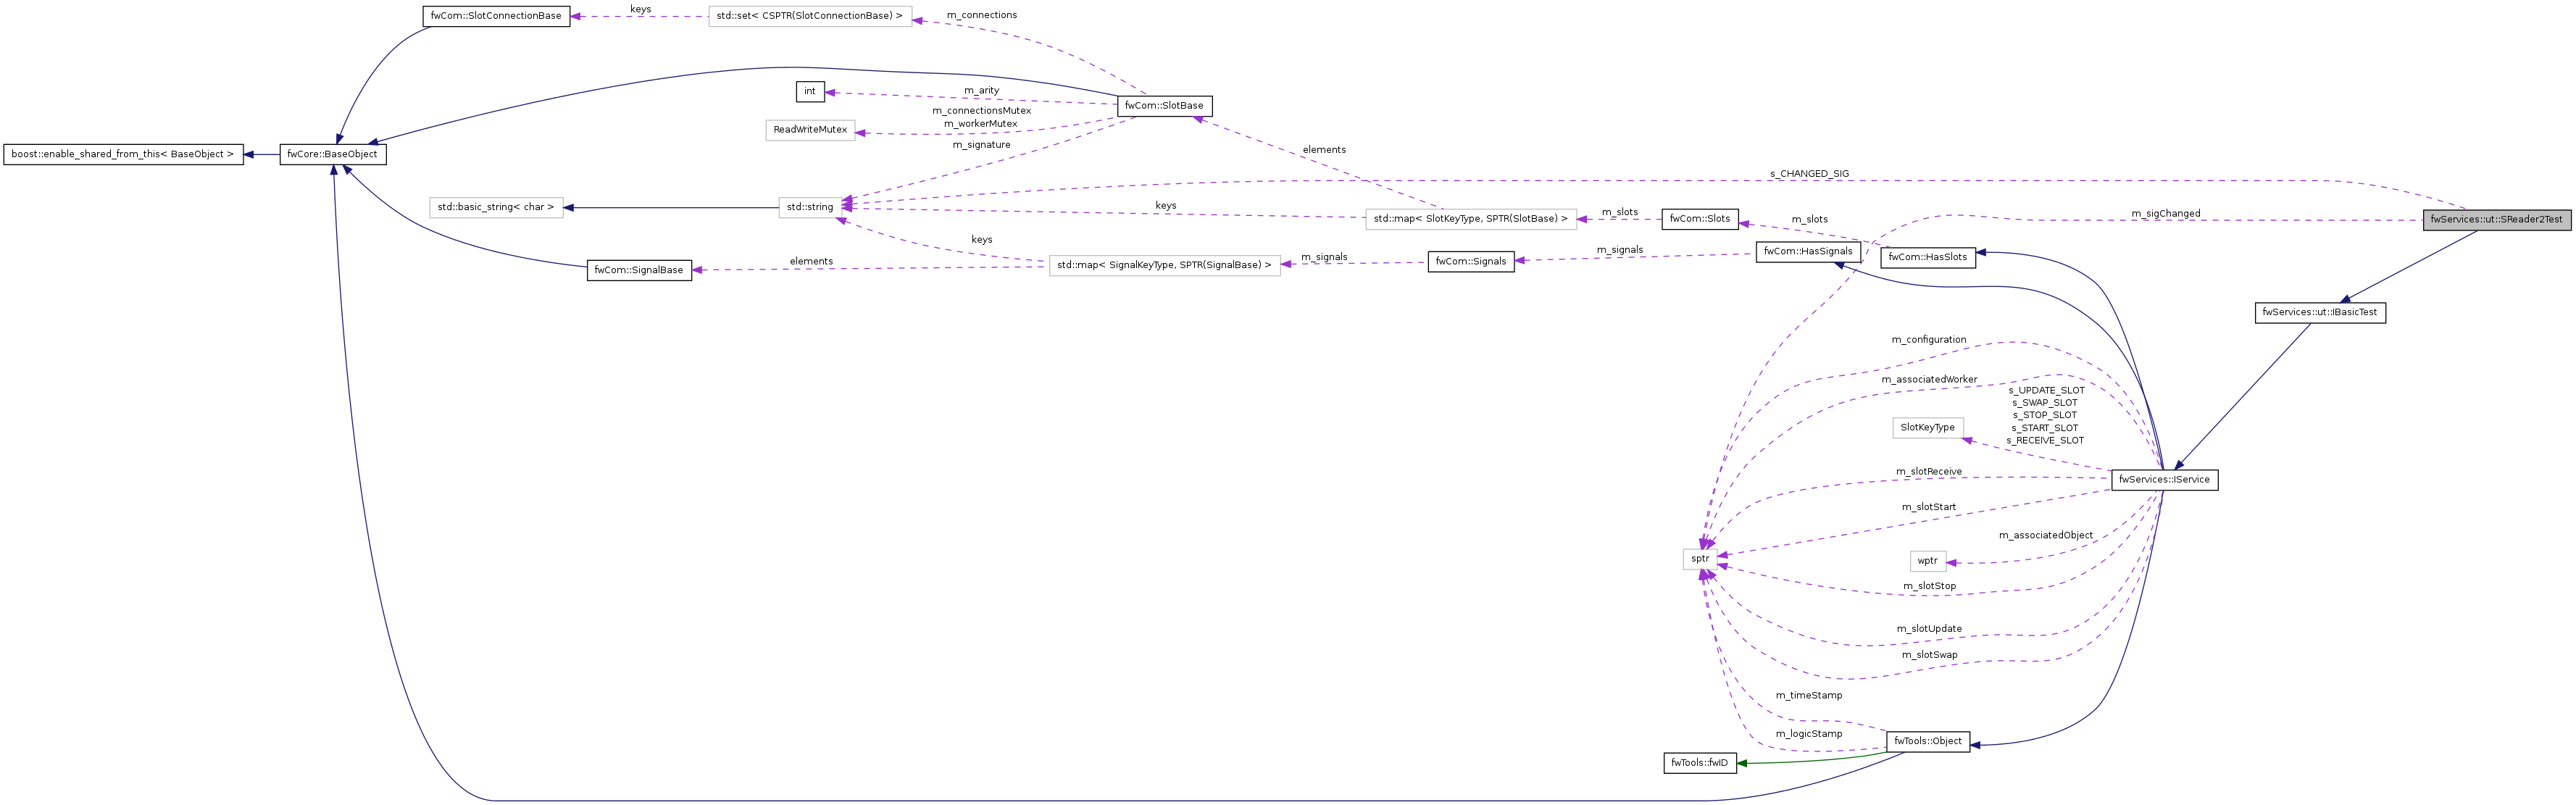 fwCom::SlotConnectionBase
keys
std::set< CSPTR(SlotConnectionBase) >
m_connections
int
m_arity
fwCom::SlotBase
m_connectionsMutex
m_workerMutex
ReadWriteMutex
m_signature
boost::enable_shared_from_this< BaseObject >
fwCore::BaseObject
elements
s_CHANGED_SIG
std::basic_string< char >
std::string
keys
std::map< SlotKeyType, SPTR(SlotBase) >
m_slots
fwCom::Slots
m_slots
m_sigChanged
fwServices::ut::SReader2Test
keys
elements
fwCom::SignalBase
std::map< SignalKeyType, SPTR(SignalBase) >
m_signals
fwCom::Signals
m_signals
fwCom::HasSignals
fwCom::HasSlots
fwServices::ut::IBasicTest
m_configuration
m_associatedWorker
s_UPDATE_SLOT
s_SWAP_SLOT
s_STOP_SLOT
s_START_SLOT
s_RECEIVE_SLOT
SlotKeyType
m_slotReceive
fwServices::IService
m_slotStart
m_associatedObject
sptr
wptr
m_slotStop
m_slotUpdate
m_slotSwap
m_timeStamp
m_logicStamp
fwTools::Object
fwTools::fwID